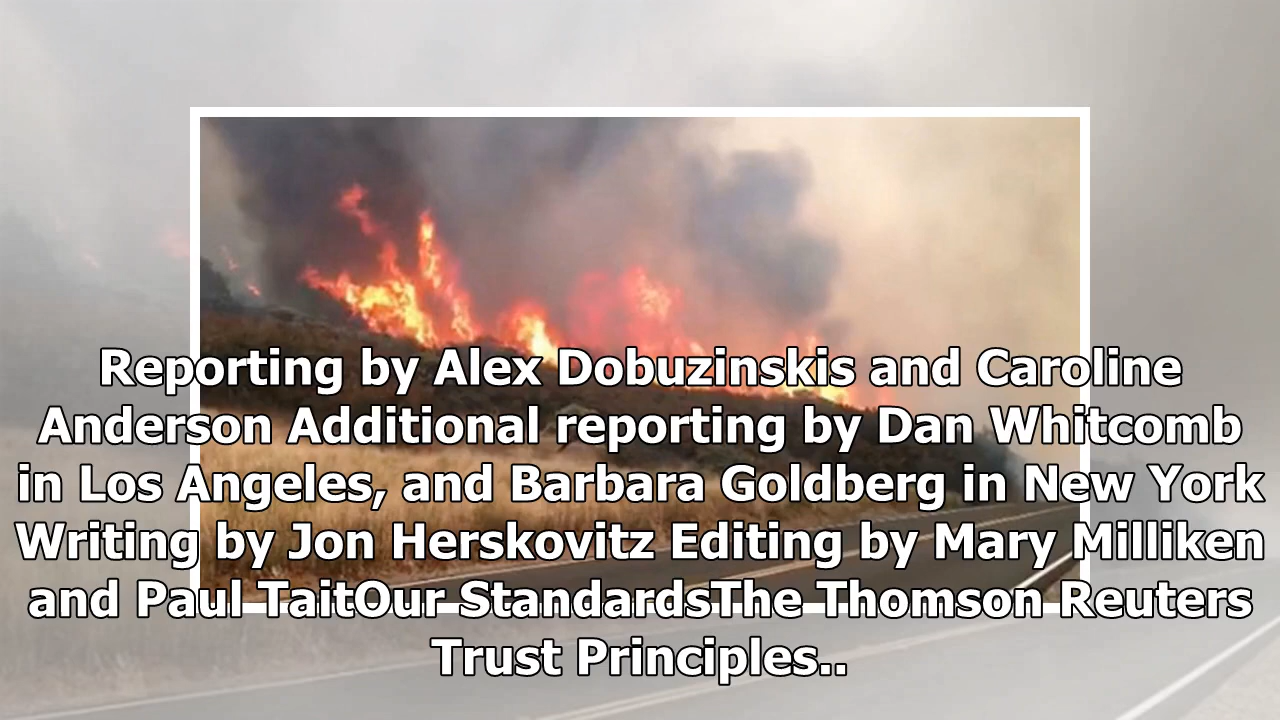 Reporting by Alex Dobuzinskis and Caroline
Anderson Additional reporting by Dan Whitcomb
in Los Angeles, and Barbara Goldberg in New York
Writing by Jon Herskovitz Editing by Mary Milliken
and Paul TaitOur StandardsThe Thomson Reuters
Trust Principles..